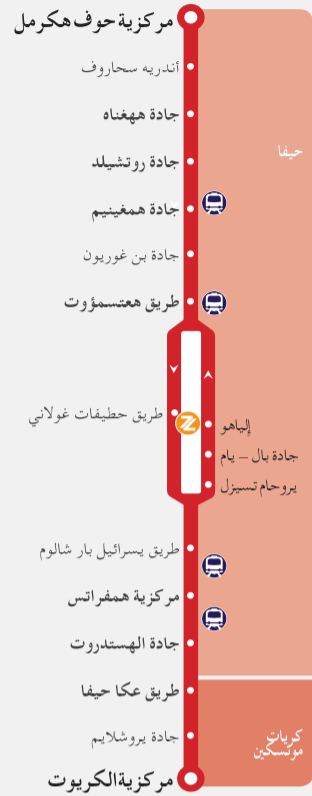 مركزية حوف هكرمل
أندريه سحاروف
جادة ههغناه
جادة روتشيلد
حيفا
جادة همغينيم
جادة بن غوريون
طريق هعتسمؤوت
طريق حطيفات غولاني
إلياهو
جادة بال – يام
يروحام تسيزل
طريق يسرائيل بار شالوم
مركزية همفراتس
جادة الهستدروت
طريق عكا حيفا
جادة يروشلايم
كريات
موتسكين
مركزية الكريوت